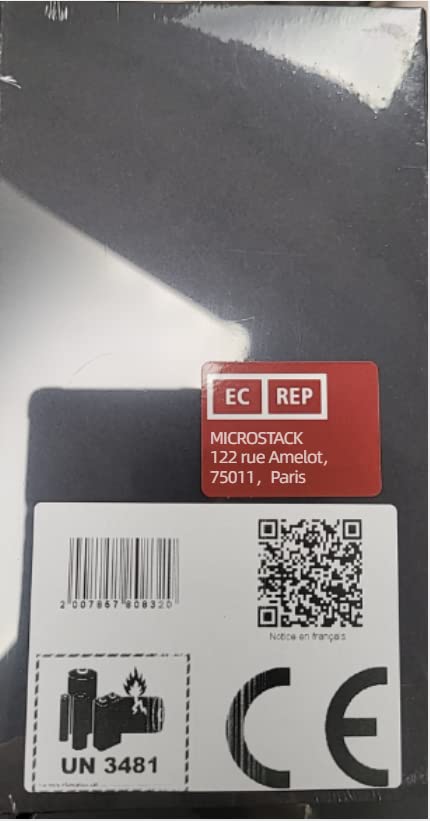 EC REP
MICROSTACK
122 rue Amelot,
75011, Paris
2 007867 808320
Notice en français
UN 3481
CE